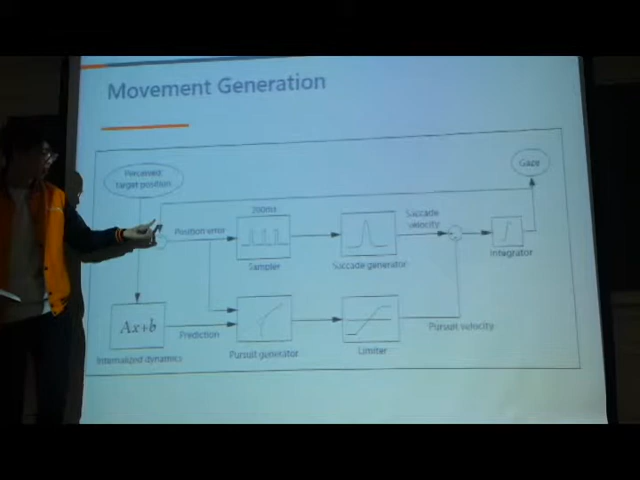 Movement Generation
Perceived
target position
Gaze
Position error
200ms
Saccade
velocity
Sampler
Saccade generator
Integrator
Ax+b
Prediction
Pursuit velocity
Internalized dynamics
Pursuit generator
Limiter